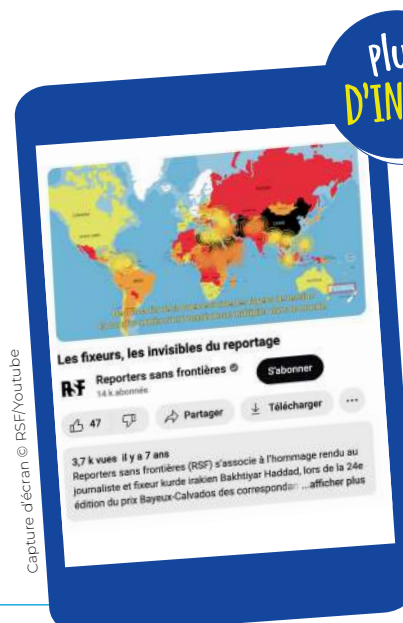 plu
D'IN
Les fixeurs, les invisibles du reportage
RSF
Reporters sans frontières
14 k abonnés
S'abonner
47
Partager
Télécharger
...
3,7 k vues il y a 7 ans
Reporters sans frontières (RSF) s'associe à l'hommage rendu au
journaliste et fixeur kurde irakien Bakhtiyar Haddad, lors de la 24e
édition du prix Bayeux-Calvados des correspondan ...afficher plus
Capture d'écran © RSF/Youtube